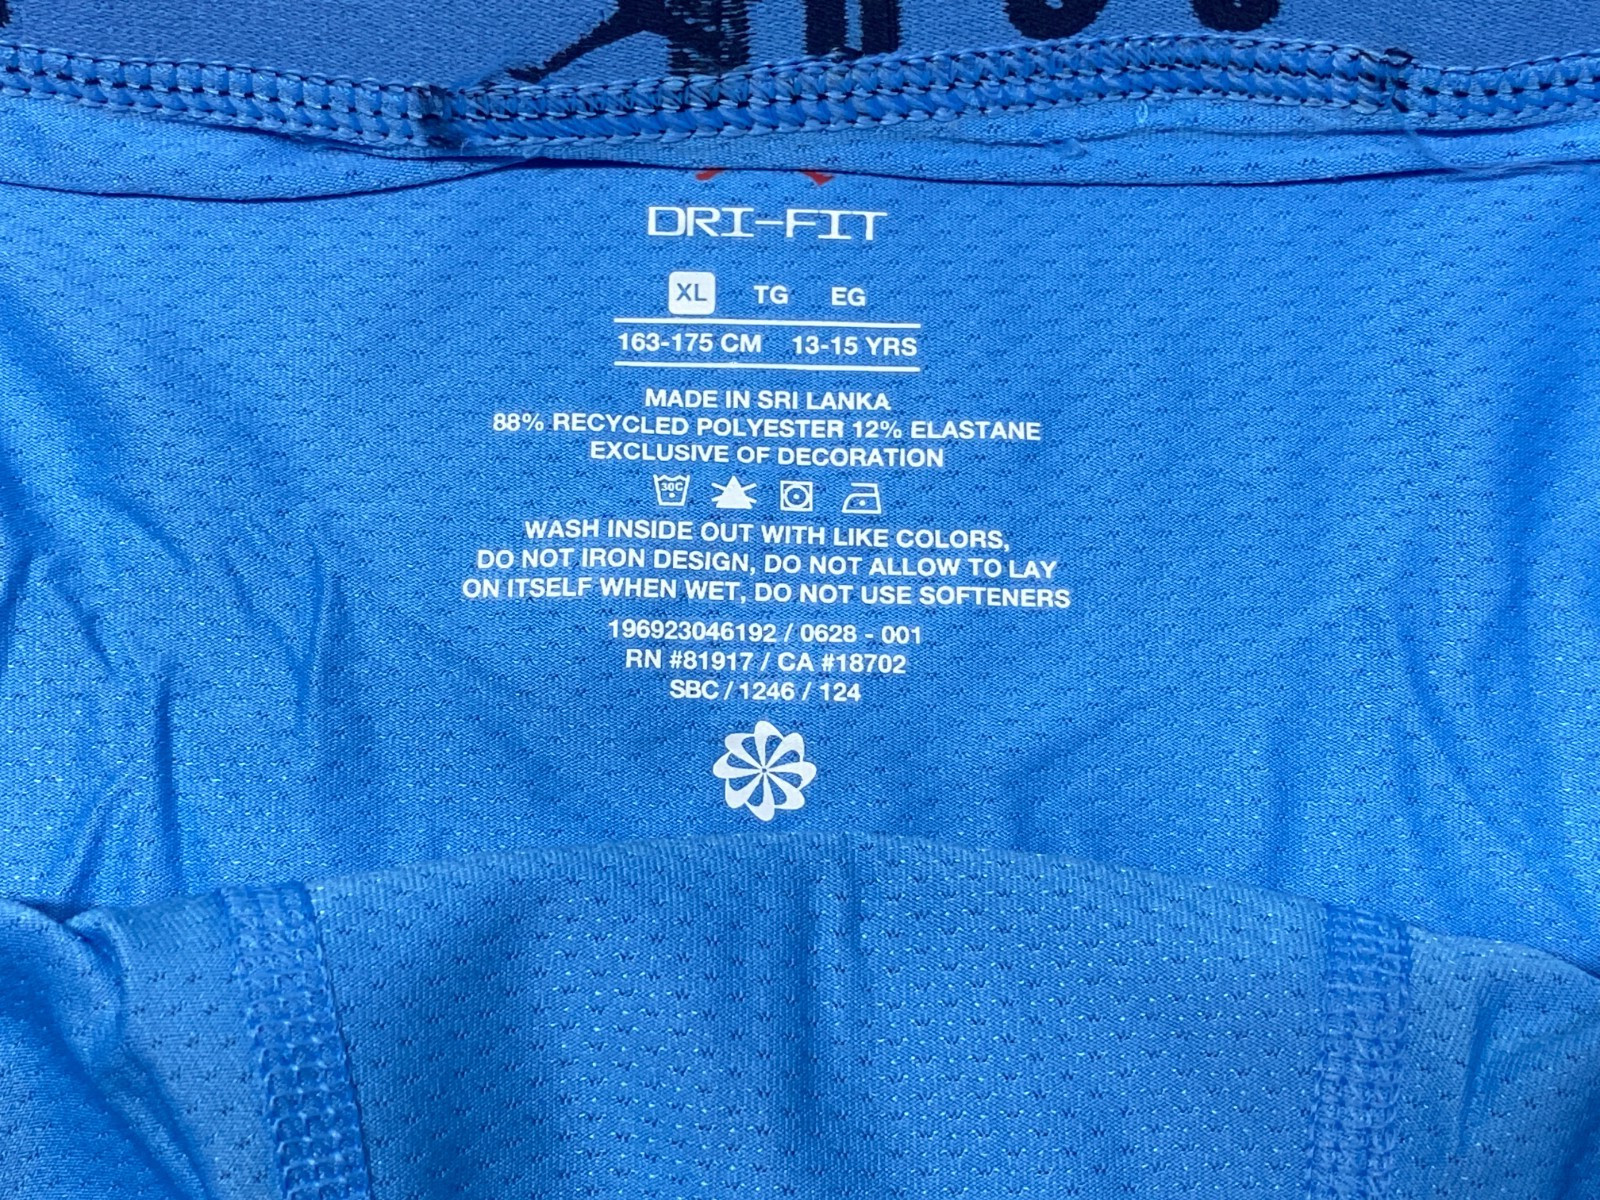 DRI-FIT
XL TG EG
163-175 CM 13-15 YRS
MADE IN SRI LANKA
88% RECYCLED POLYESTER 12% ELASTANE
EXCLUSIVE OF DECORATION
30C
WASH INSIDE OUT WITH LIKE COLORS,
DO NOT IRON DESIGN, DO NOT ALLOW TO LAY
ON ITSELF WHEN WET, DO NOT USE SOFTENERS
196923046192 / 0628 - 001
RN #81917 / CA #18702
SBC / 1246 / 124